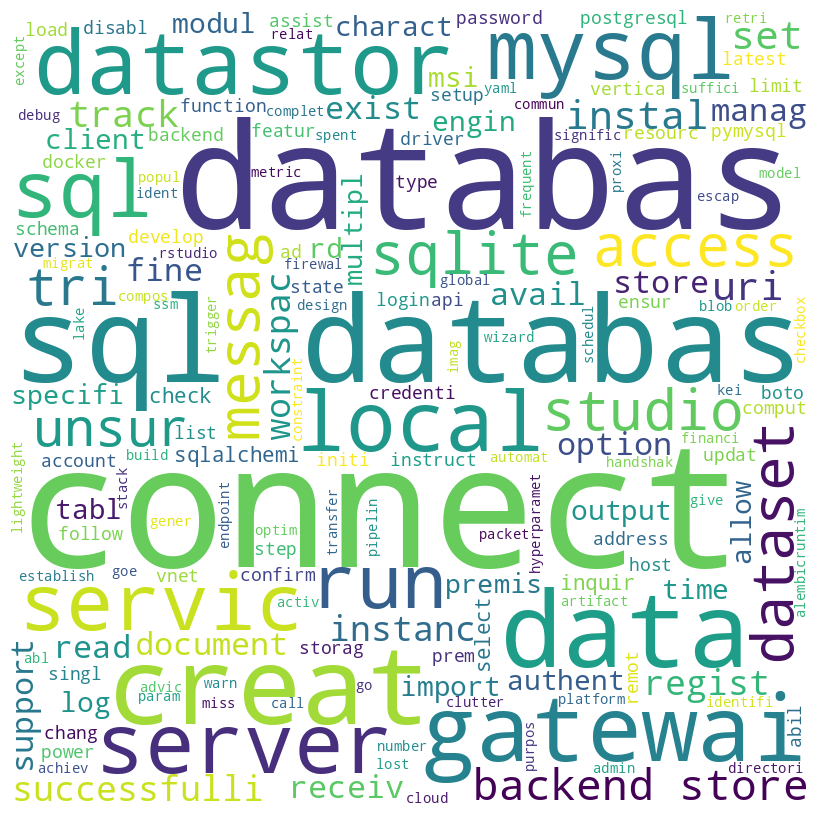 load
disabl
modul
assist
relat
charact
password
postgresql
retri
set
latest
except
datastor
mysql
msi
yaml
setup
vertica
suffici
limit
debug
track
function
complet
exist
commun
instal
manag
client
backend
featur
spent
engin
driver
signific
resourc
pymysql
docker
popul
metric
type
frequent
proxi
model
sql
databas
ident
escap
schema
multipl
version
develop
rstudio
messag
ad
rd
sqlite
access
migrat
fine
firewal
global
store
uri
tri
compos
ssm
workspac
state
design
login
api
avail
ensur
blob
order
lake
trigger
constraint
imag
wizard
schedul
checkbox
sql
databas
specifi
check
credenti
kei
boto
unsur
list
local
studio
comput
account
build
sqlalchemi
initi
instruct
automat
option
financi
updat
handshak
lightweight
connect
tabl
stack
gener
endpoint
optim
transfer
pipelin
packet
hyperparamet
output
give
allow
dataset
follow
step
address
host
alembicruntim
establish
goe
vnet
confirm
activ
run
premis
inquir
time
artifact
servic
instanc
select
data
read
document
storag
prem
authent
remot
regist
abl
singl
support
log
advic
param
warn
miss
creat
call
go
import
clutter
platform
identifi
abil
chang
power
achiev
server
number
lost
gatewai
purpos
admin
directori
successfulli
receiv
cloud
backend store